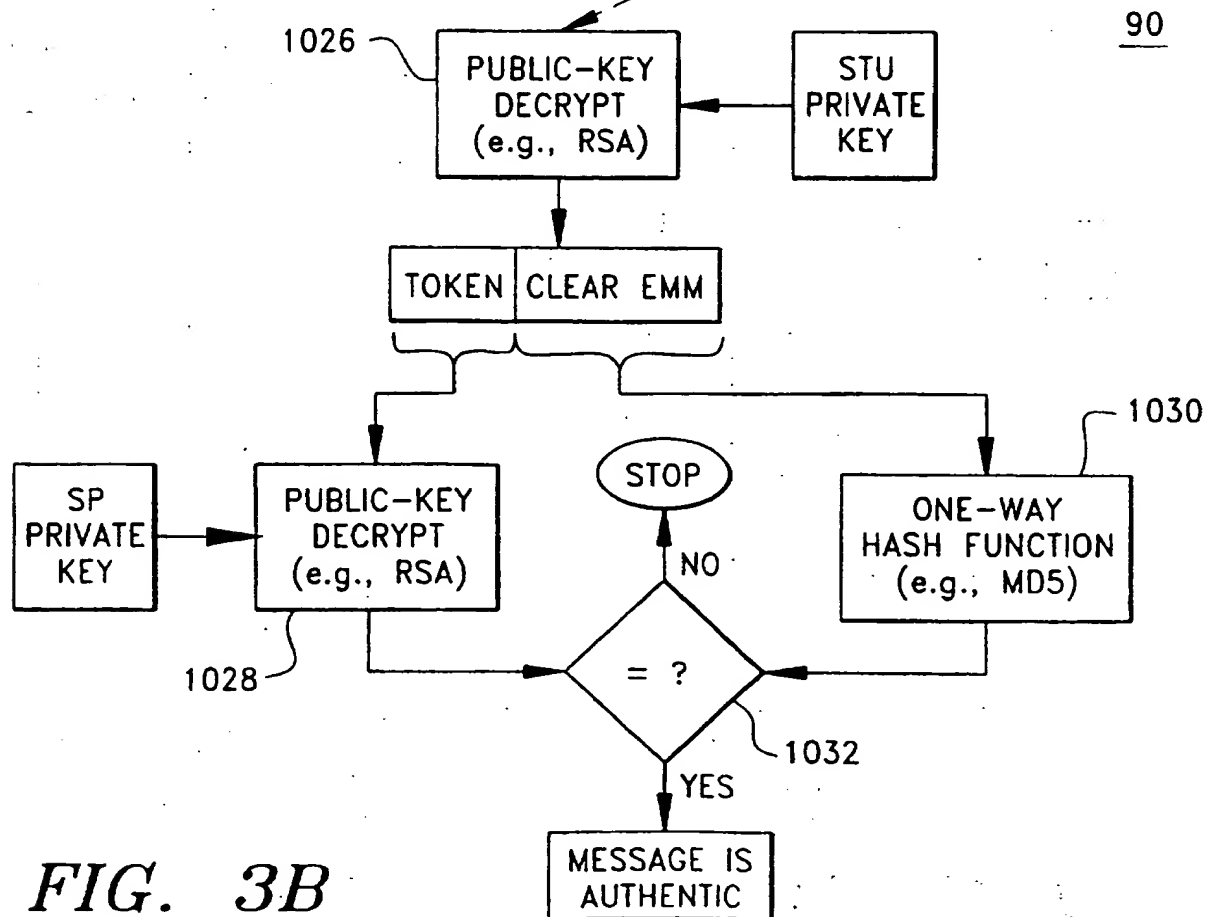 90
1026
PUBLIC-KEY
DECRYPT
(e.g., RSA)
STU
PRIVATE
KEY
TOKEN
CLEAR EMM
1030
STOP
SP
PRIVATE
KEY
PUBLIC-KEY
DECRYPT
(e.g., RSA)
ONE-WAY
HASH FUNCTION
(e.g., MD5)
NO
1028
= ?
1032
YES
MESSAGE IS
AUTHENTIC
FIG. 3B